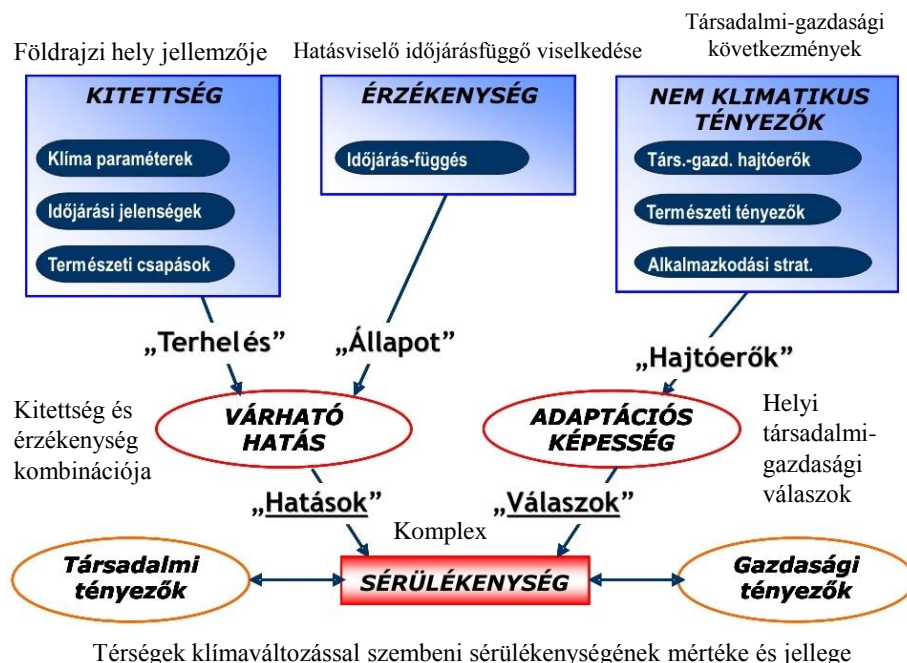 Társadalmi-gazdasági
következmények
Földrajzi hely jellemzője
Hatásviselő időjárásfüggő viselkedése
KITETTSÉG
Klíma paraméterek
Időjárási jelenségek
Természeti csapások
ÉRZÉKENYSÉG
Időjárás-függés
NEM KLIMATIKUS
TÉNYEZŐK
Társ.-gazd. hajtóerők
Természeti tényezők
Alkalmazkodási strat.
„Terhelés”
„Állapot”
„Hajtóerők”
Kitettség és
érzékenység
kombinációja
VÁRHATÓ
HATÁS
ADAPTÁCIÓS
KÉPESSÉG
Helyi
társadalmi-
gazdasági
válaszok
„Hatások”
„Válaszok”
Komplex
Társadalmi
tényezők
SÉRÜLÉKENYSÉG
Gazdasági
tényezők
Térségek klímaváltozással szembeni sérülékenységének mértéke és jellege